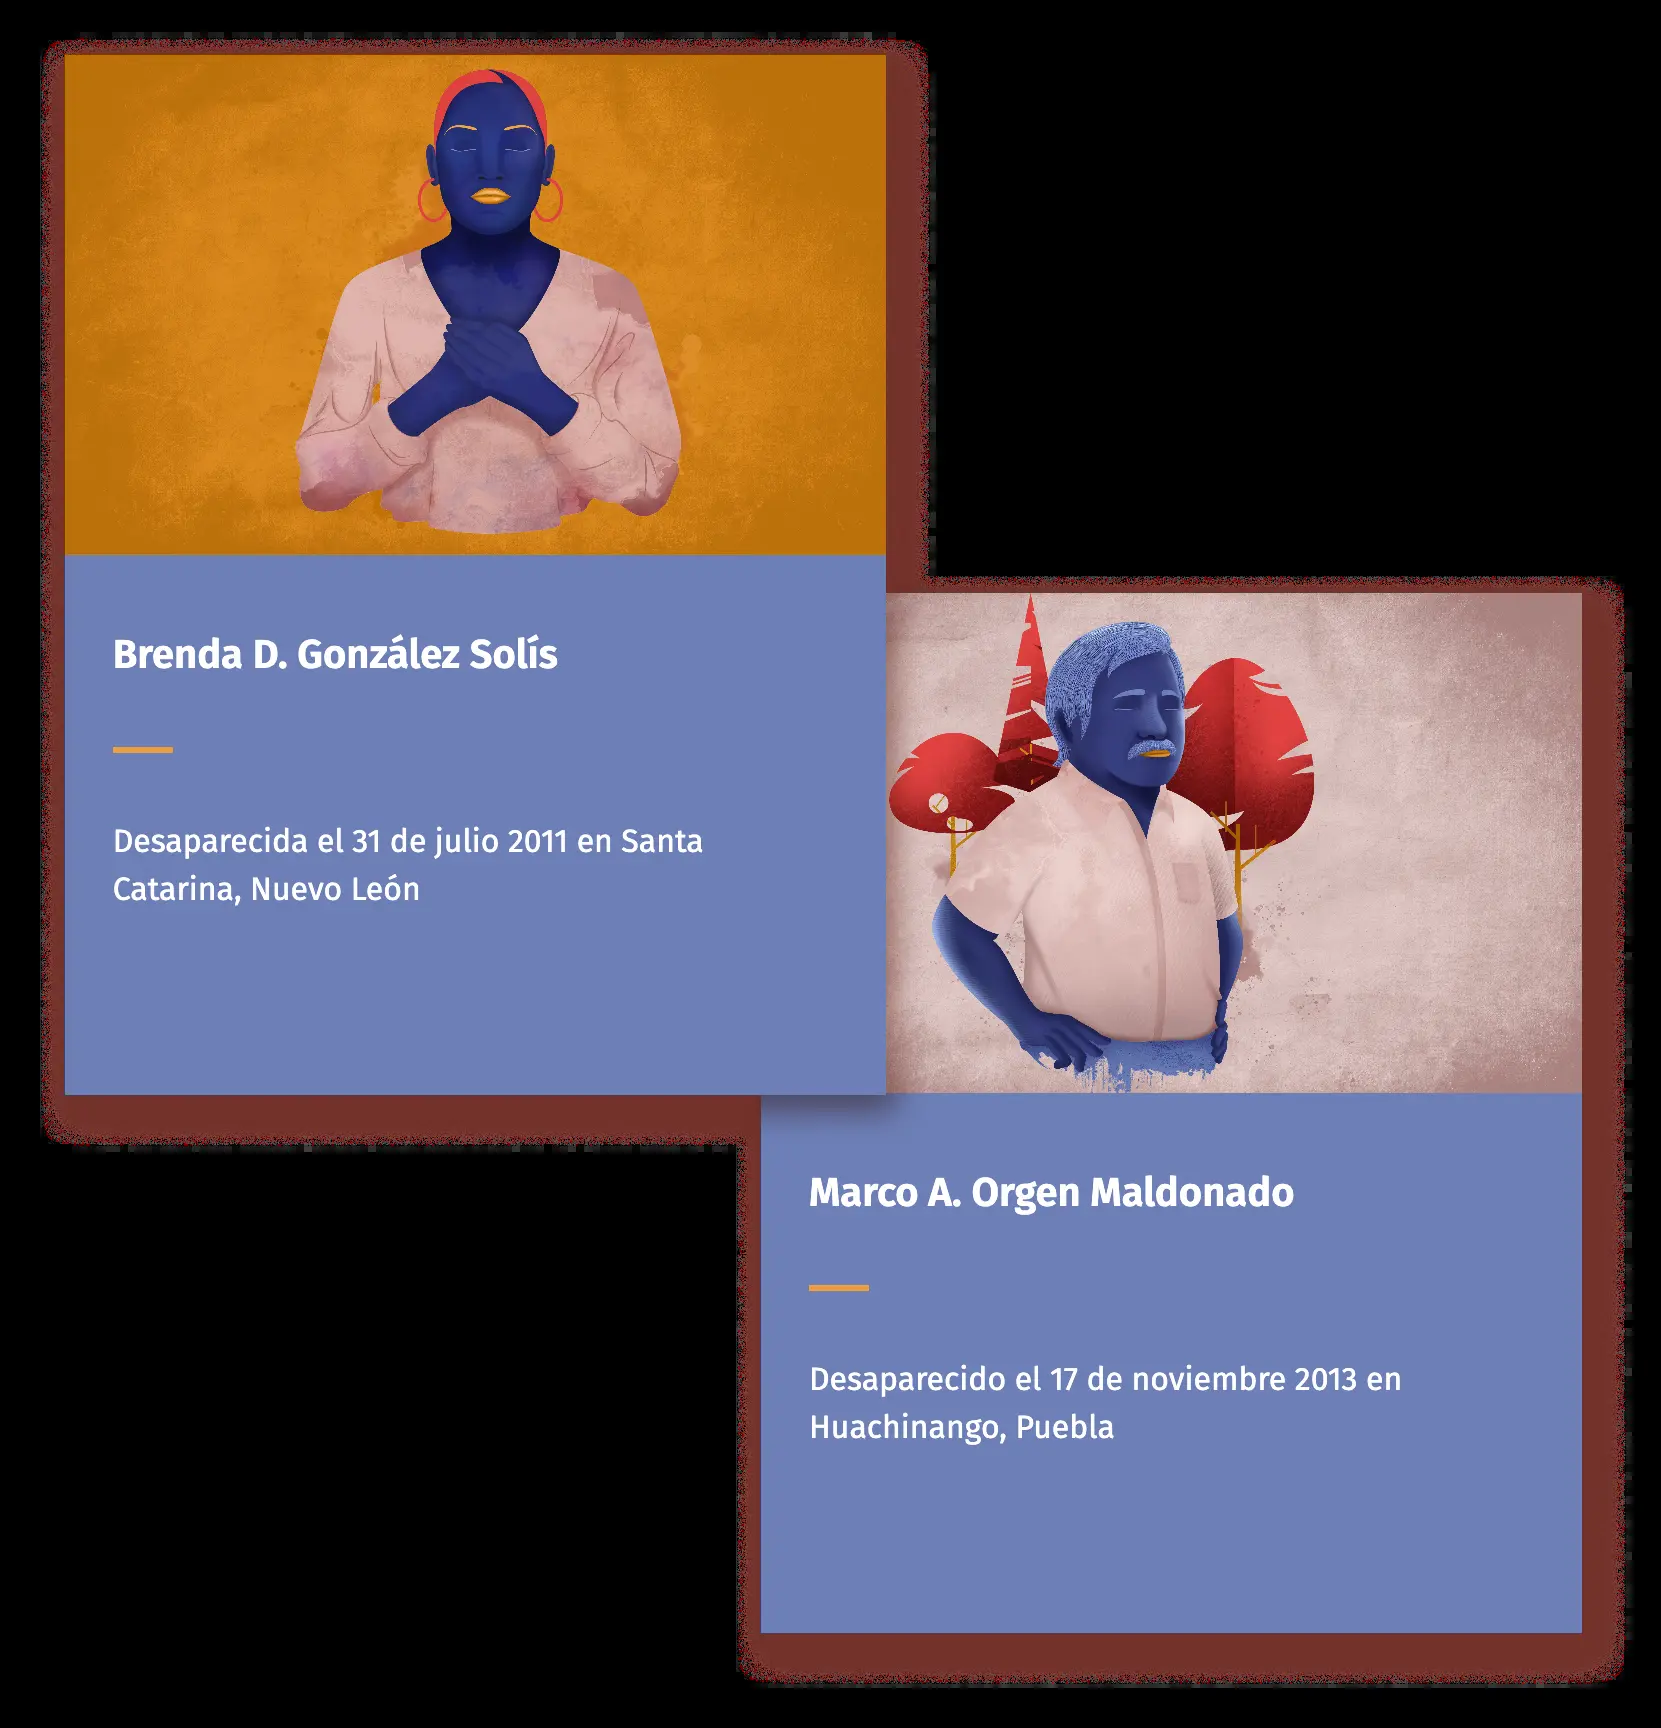 Brenda D. González Solís
Desaparecida el 31 de julio 2011 en Santa
Catarina, Nuevo León
Marco A. Orgen Maldonado
Desaparecido el 17 de noviembre 2013 en
Huachinango, Puebla